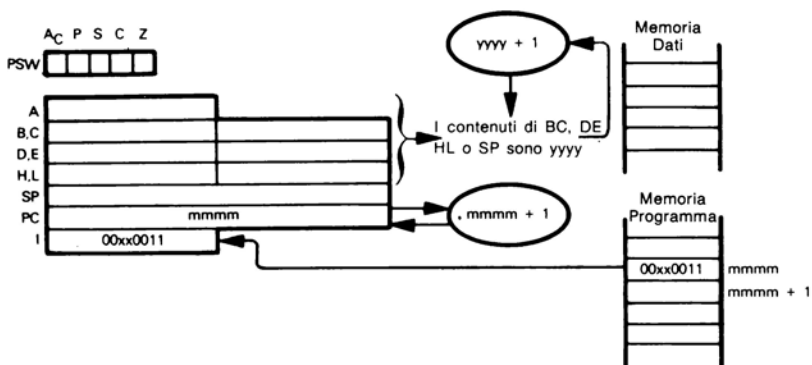 AC P S C Z
PSW
A
B,C
D,E
H,L
SP
PC mmmm
I 00xx0011
yyyy + 1
I contenuti di BC, DE
HL o SP sono yyyy
. mmmm + 1
Memoria
Dati
Memoria
Programma
00xx0011 mmmm
mmmm + 1